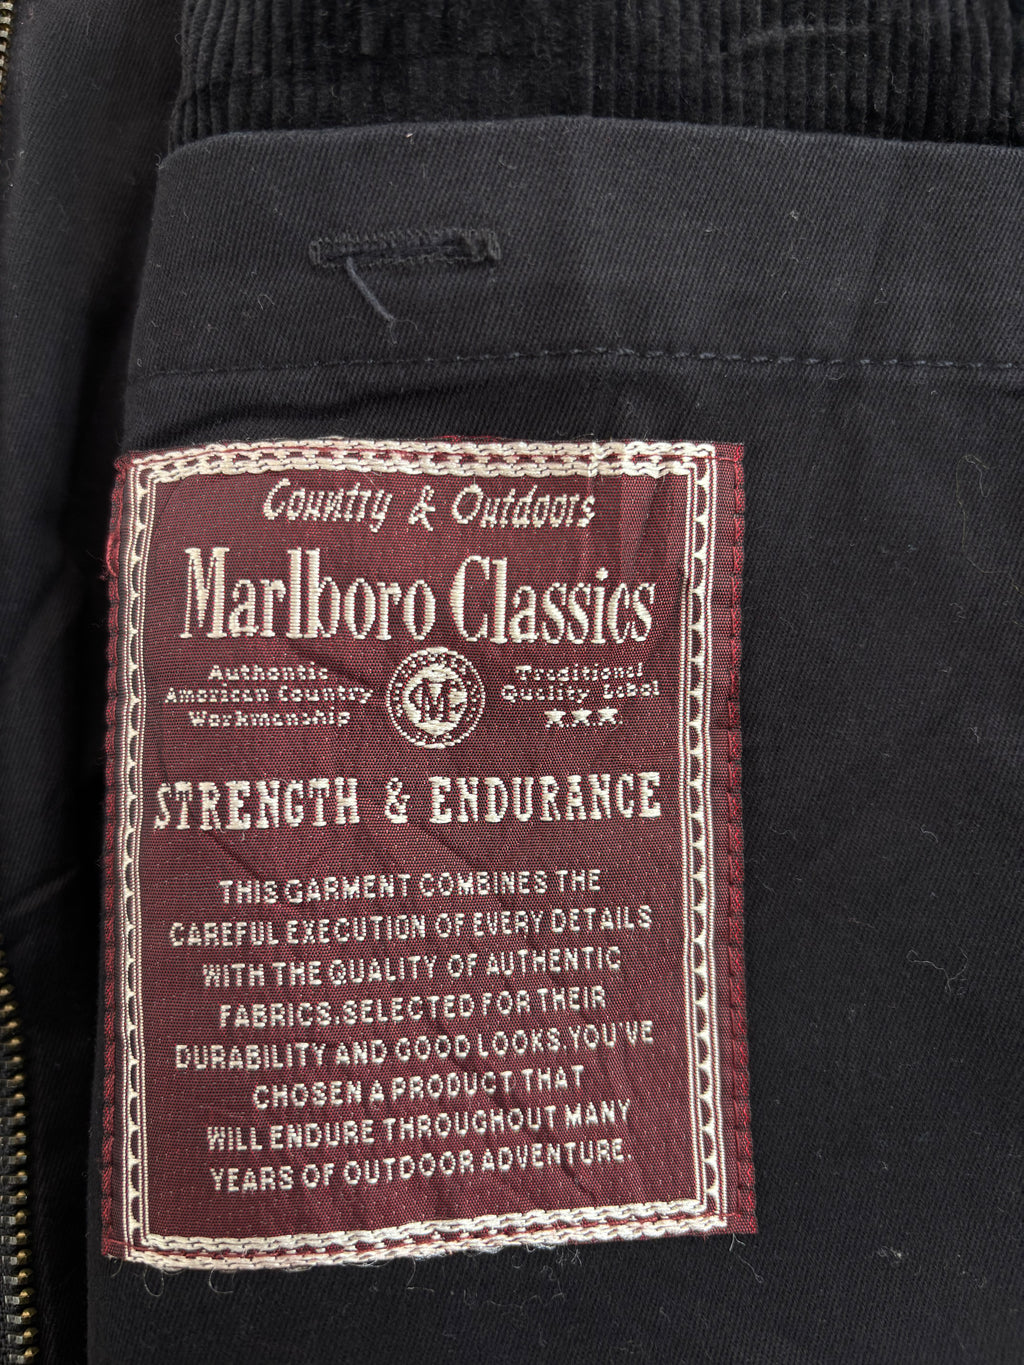 Country & Outdoors
Marlboro Classics
Authentic
American Country
Workmanship
MC
Traditional
Quality Label
★★★
STRENGTH & ENDURANCE
THIS GARMENT COMBINES THE
CAREFUL EXECUTION OF EVERY DETAILS
WITH THE QUALITY OF AUTHENTIC
FABRICS.SELECTED FOR THEIR
DURABILITY AND GOOD LOOKS.YOU'VE
CHOSEN A PRODUCT THAT
WILL ENDURE THROUGHOUT MANY
YEARS OF OUTDOOR ADVENTURE.